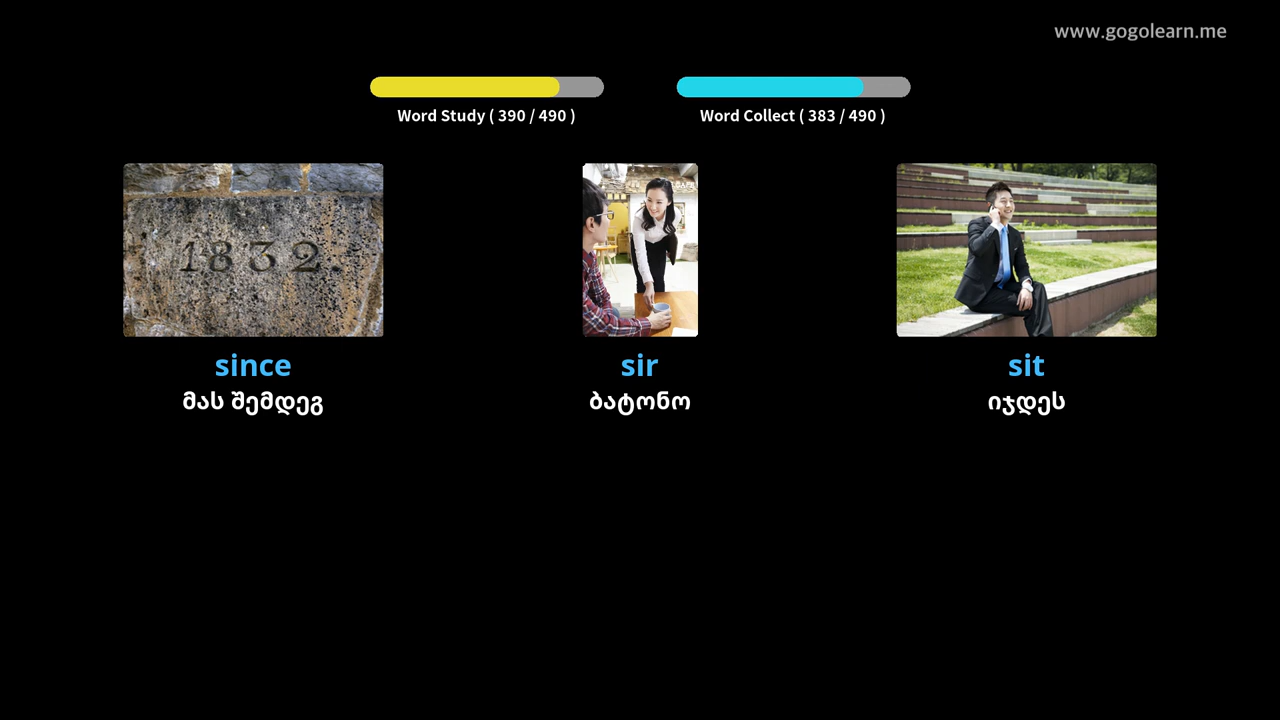 www.gogolearn.me
Word Study ( 390 / 490 )
Word Collect ( 383 / 490 )
1832.
since
მას შემდეგ
sir
ბატონო
sit
იჯდეს